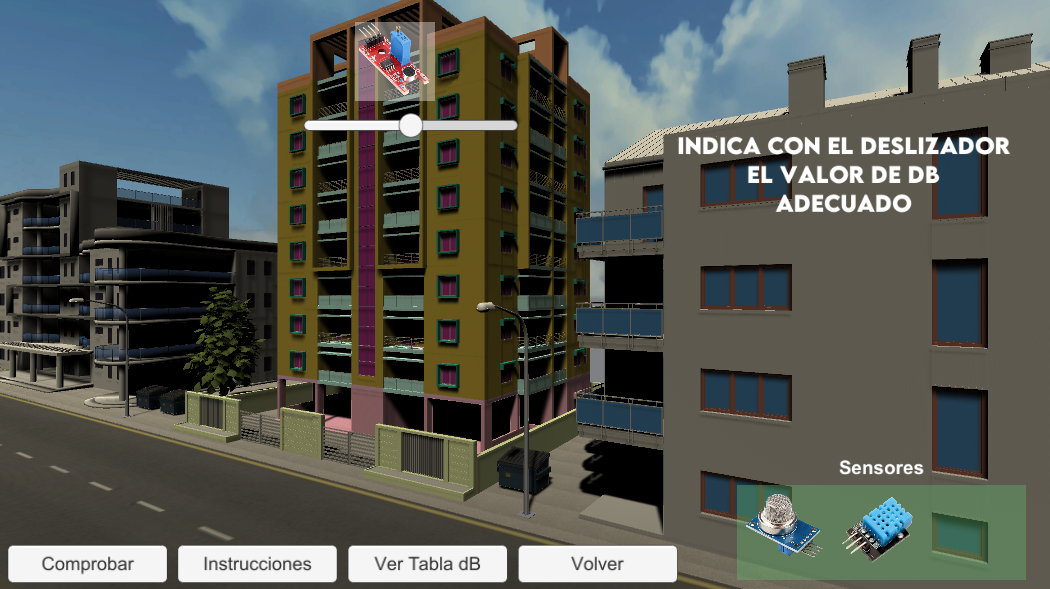 INDICA CON EL DESLIZADOR
EL VALOR DE DB
ADECUADO
Sensores
Comprobar
Instrucciones
Ver Tabla dB
Volver